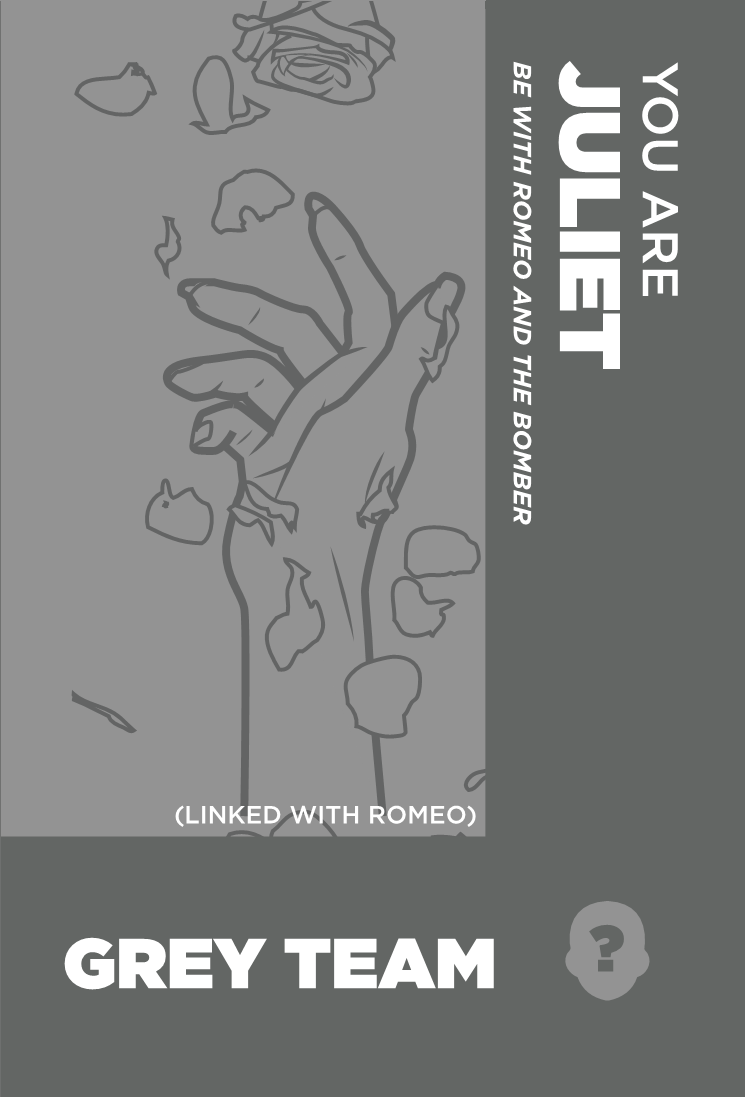 YOU ARE
JULIET
BE WITH ROMEO AND THE BOMBER
(LINKED WITH ROMEO)
GREY TEAM
?